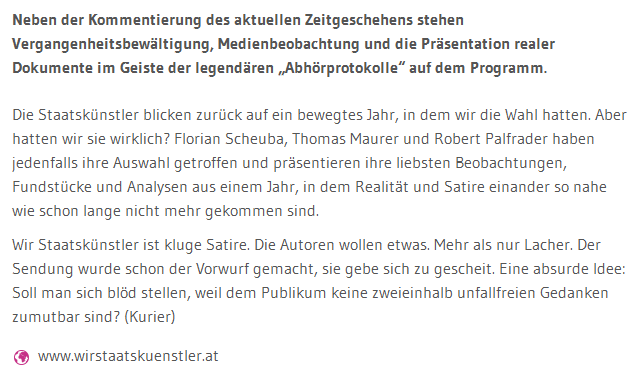 Neben der Kommentierung des aktuellen Zeitgeschehens stehen
Vergangenheitsbewältigung, Medienbeobachtung und die Präsentation realer
Dokumente im Geiste der legendären „Abhörprotokolle“ auf dem Programm.
Die Staatskünstler blicken zurück auf ein bewegtes Jahr, in dem wir die Wahl hatten. Aber
hatten wir sie wirklich? Florian Scheuba, Thomas Maurer und Robert Palfrader haben
jedenfalls ihre Auswahl getroffen und präsentieren ihre liebsten Beobachtungen,
Fundstücke und Analysen aus einem Jahr, in dem Realität und Satire einander so nahe
wie schon lange nicht mehr gekommen sind.
Wir Staatskünstler ist kluge Satire. Die Autoren wollen etwas. Mehr als nur Lacher. Der
Sendung wurde schon der Vorwurf gemacht, sie gebe sich zu gescheit. Eine absurde Idee:
Soll man sich blöd stellen, weil dem Publikum keine zweieinhalb unfallfreien Gedanken
zumutbar sind? (Kurier)
www.wirstaatskuenstler.at